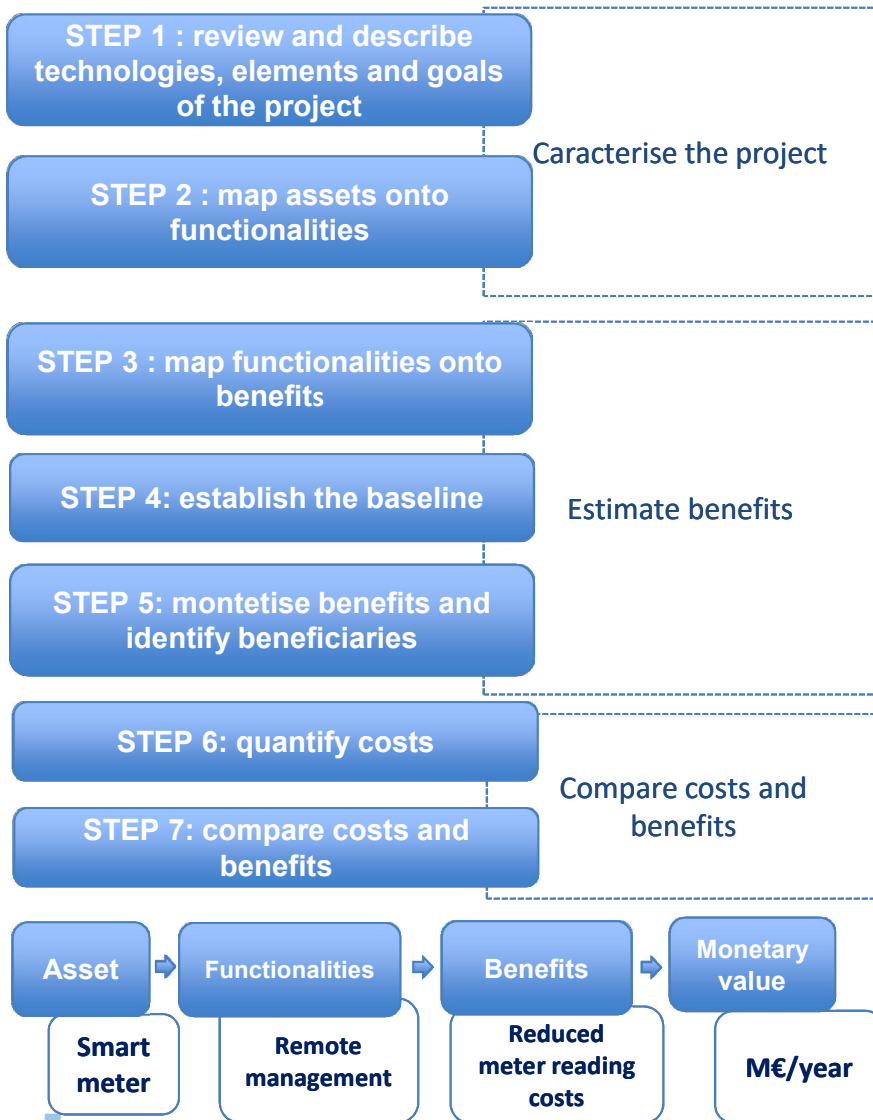 STEP 1 : review and describe
technologies, elements and goals
of the project
Caracterise the project
STEP 2 : map assets onto
functionalities
STEP 3 : map functionalities onto
benefits
STEP 4: establish the baseline
Estimate benefits
STEP 5: montetise benefits and
identify beneficiaries
STEP 6: quantify costs
Compare costs and
benefits
STEP 7: compare costs and
benefits
Asset
Functionalities
Benefits
Monetary
value
Smart
meter
Remote
management
Reduced
meter reading
costs
M€/year